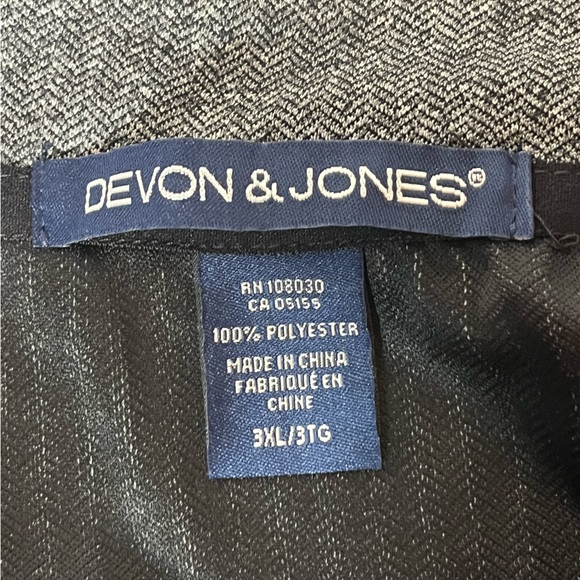 DEVON & JONES®
RN 108030
CA 05155
100% POLYESTER
MADE IN CHINA
FABRIQUÉ EN
CHINE
3XL/3TG